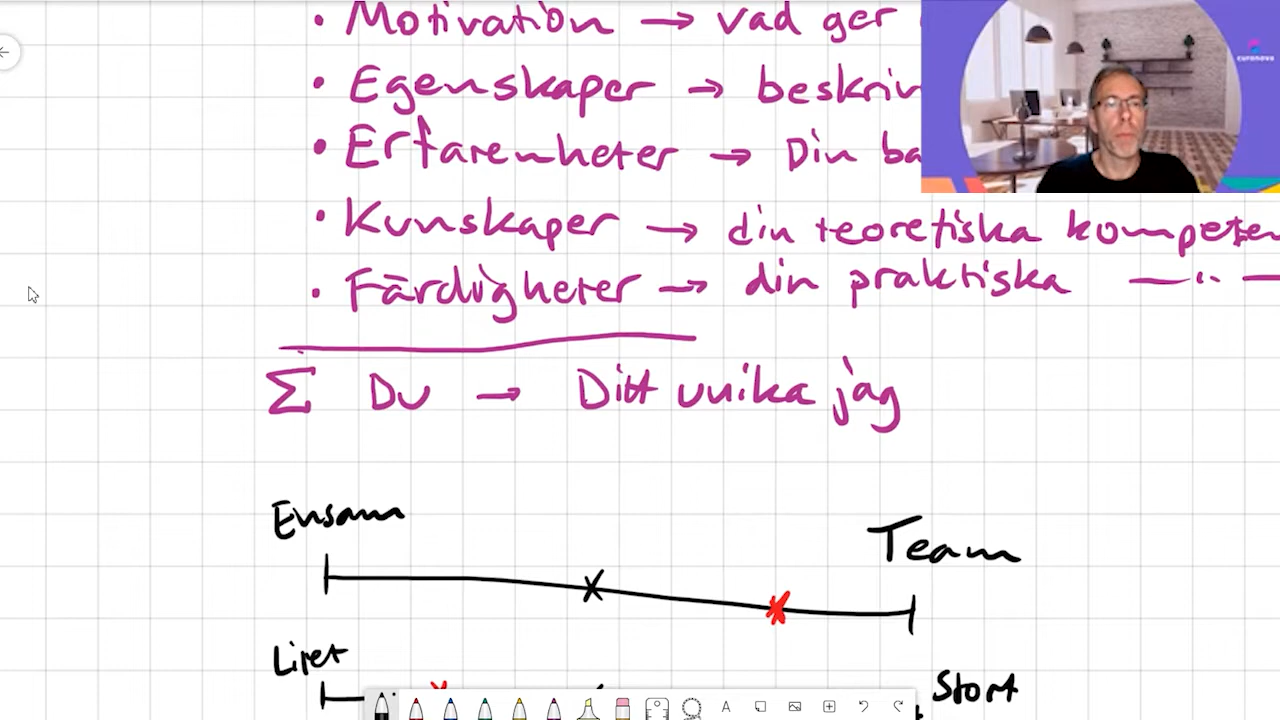 • Motivation → vad ger
• Egenskaper → beskriv
• Erfarenheter → Din ba
• Kunskaper → din teoretiska kompeten
• Färdigheter → din praktiska —··—
Σ Du → Ditt unika jag
Ensam
Team
Litet
Stort
curanova
A